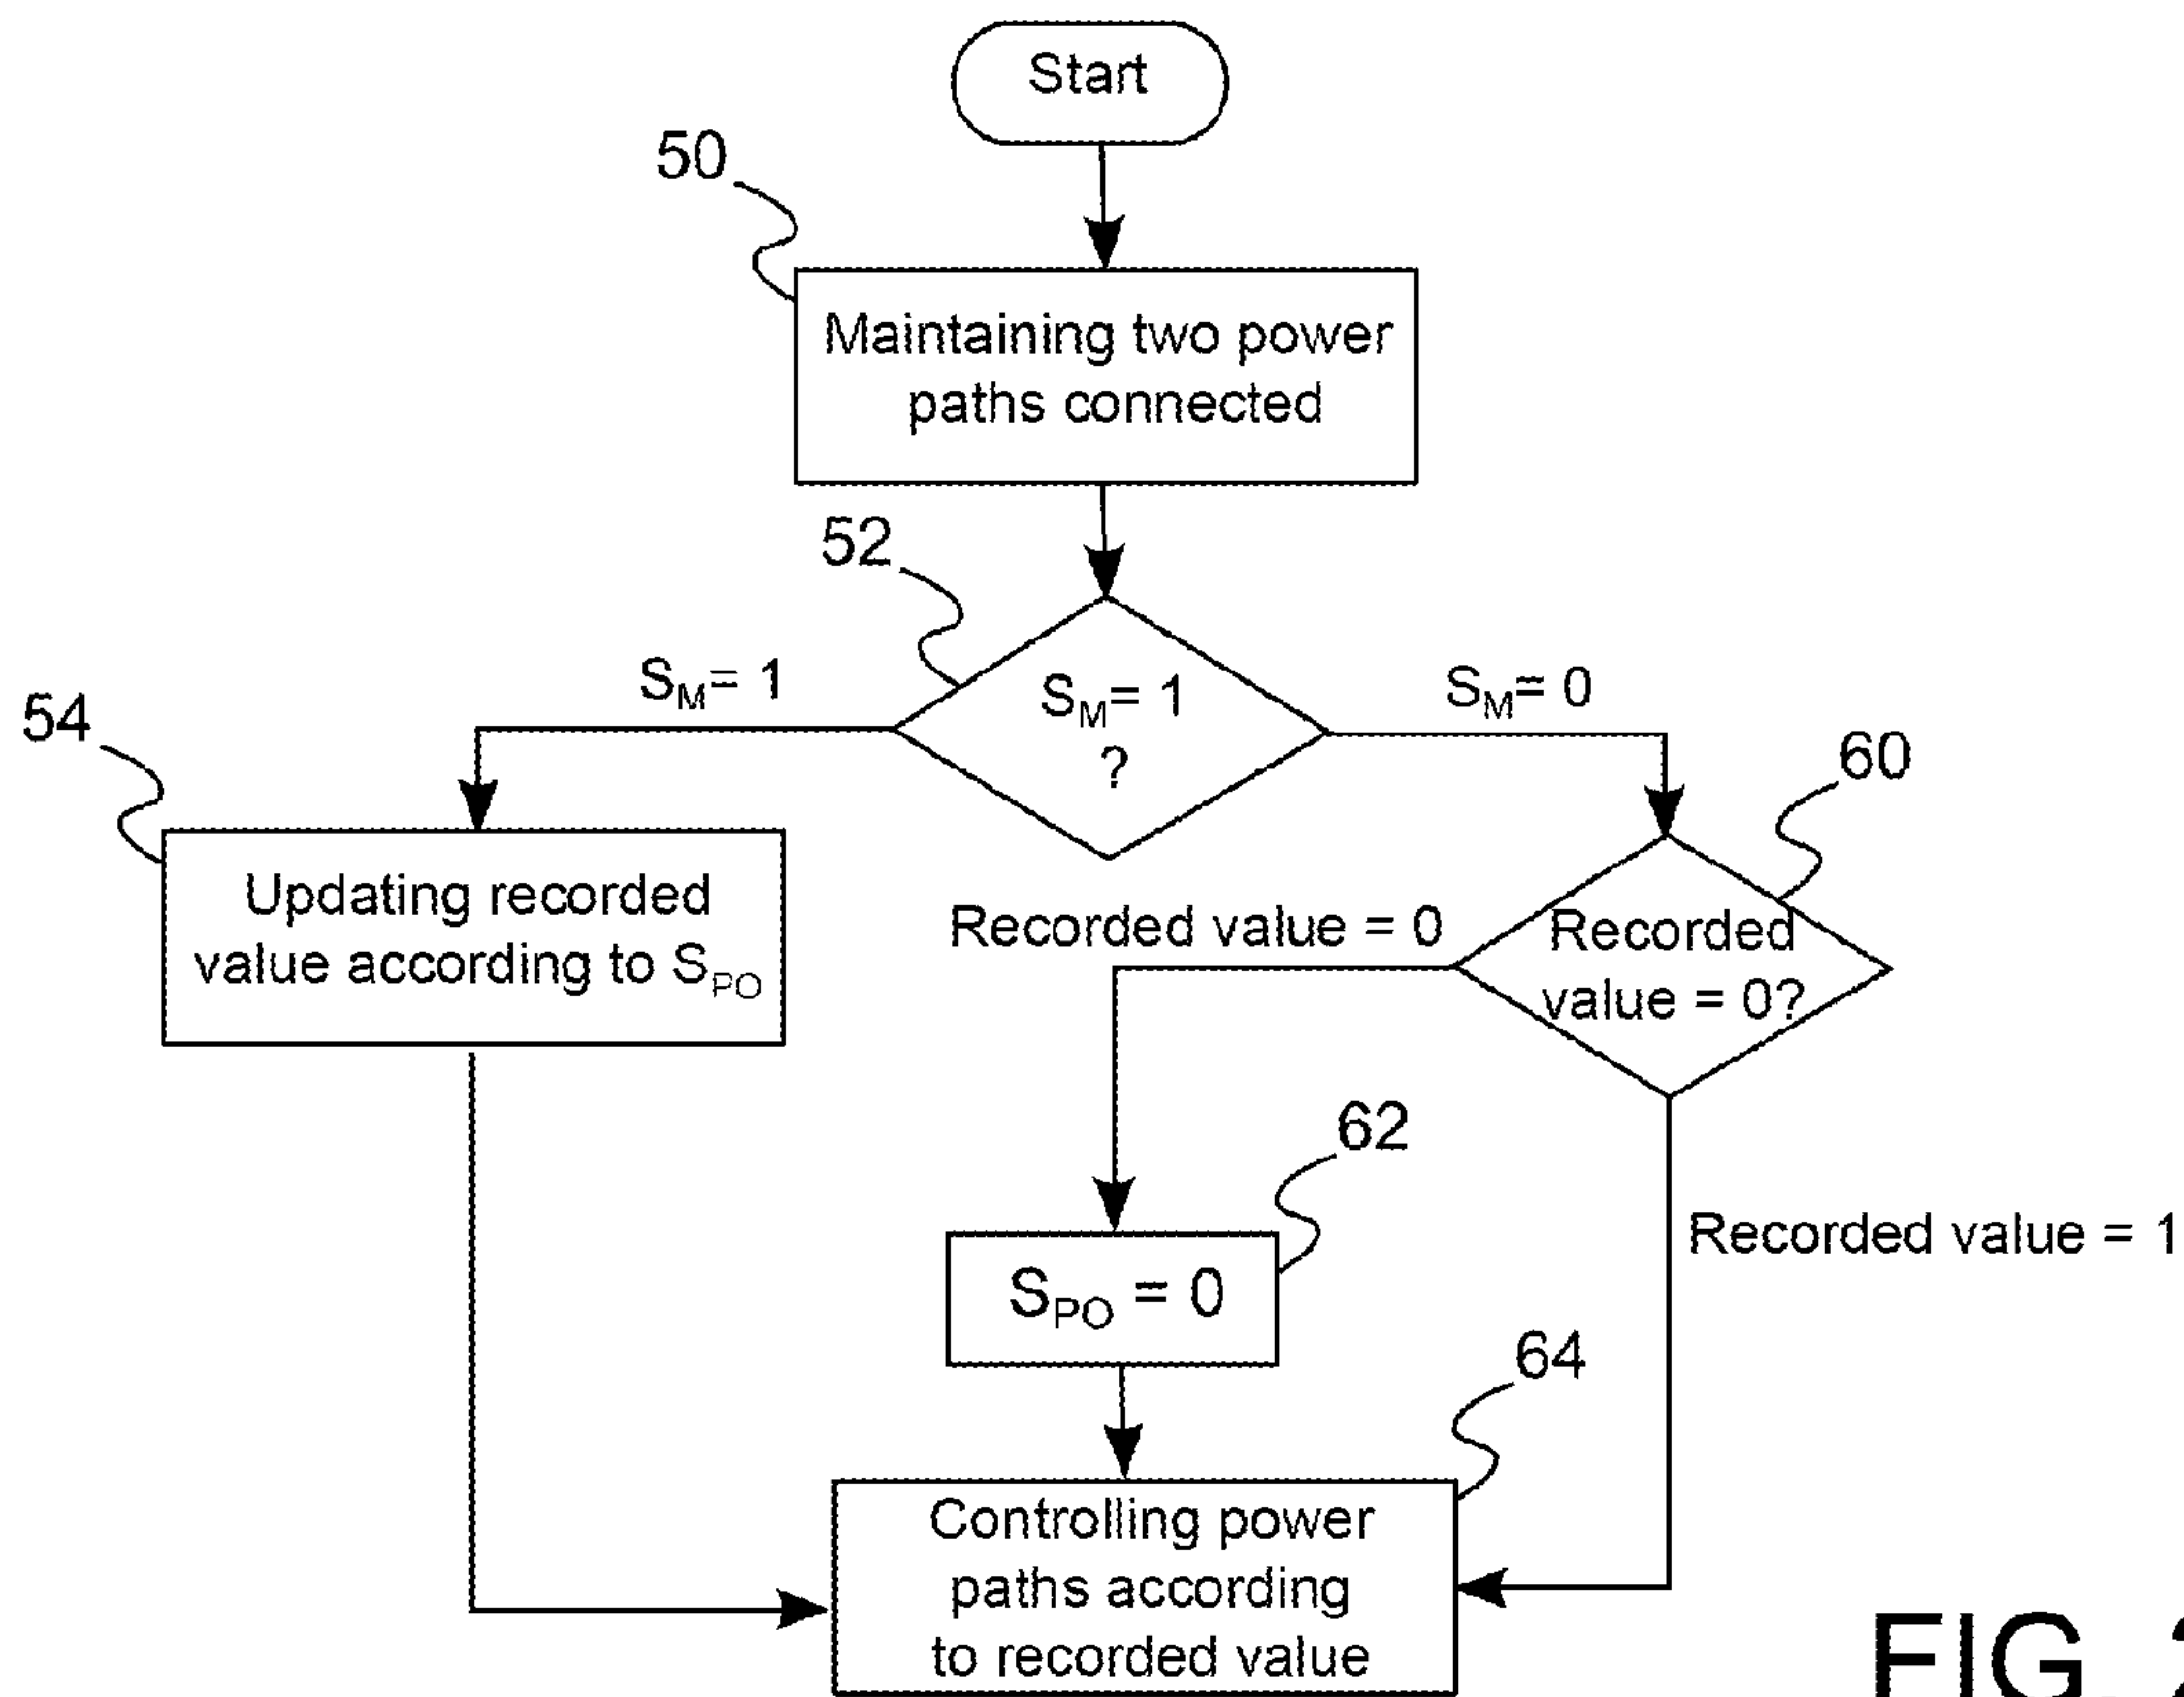 Start
50
Maintaining two power
paths connected
52
S_M= 1
S_M= 1
?
S_M= 0
54
60
Updating recorded
value according to S_PO
Recorded value = 0
Recorded
value = 0?
62
Recorded value = 1
S_PO = 0
64
Controlling power
paths according
to recorded value
FIG.